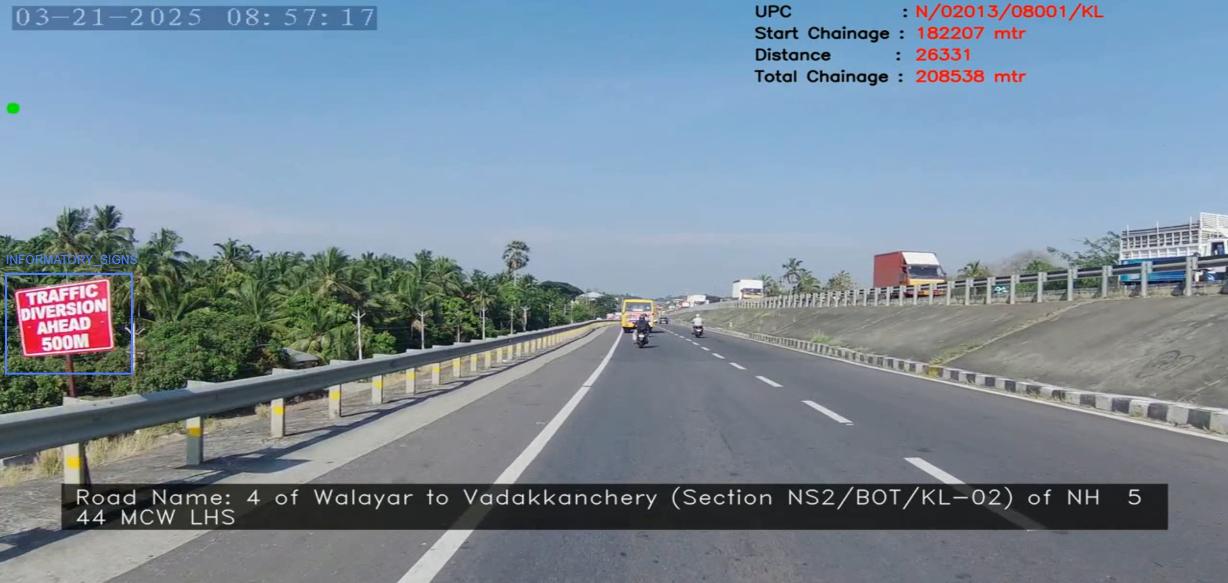 03-21-2025 08:57:17
UPC : N/02013/08001/KL
Start Chainage : 182207 mtr
Distance : 26331
Total Chainage : 208538 mtr
INFORMATORY_SIGNS
TRAFFIC
DIVERSION
AHEAD
500M
Road Name: 4 of Walayar to Vadakkanchery (Section NS2/BOT/KL-02) of NH 5
44 MCW LHS